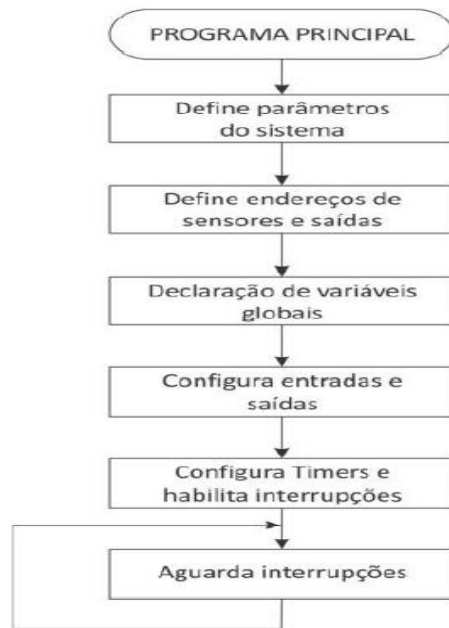 PROGRAMA PRINCIPAL
Define parâmetros
do sistema
Define endereços de
sensores e saídas
Declaração de variáveis
globais
Configura entradas e
saídas
Configura Timers e
habilita interrupções
Aguarda interrupções